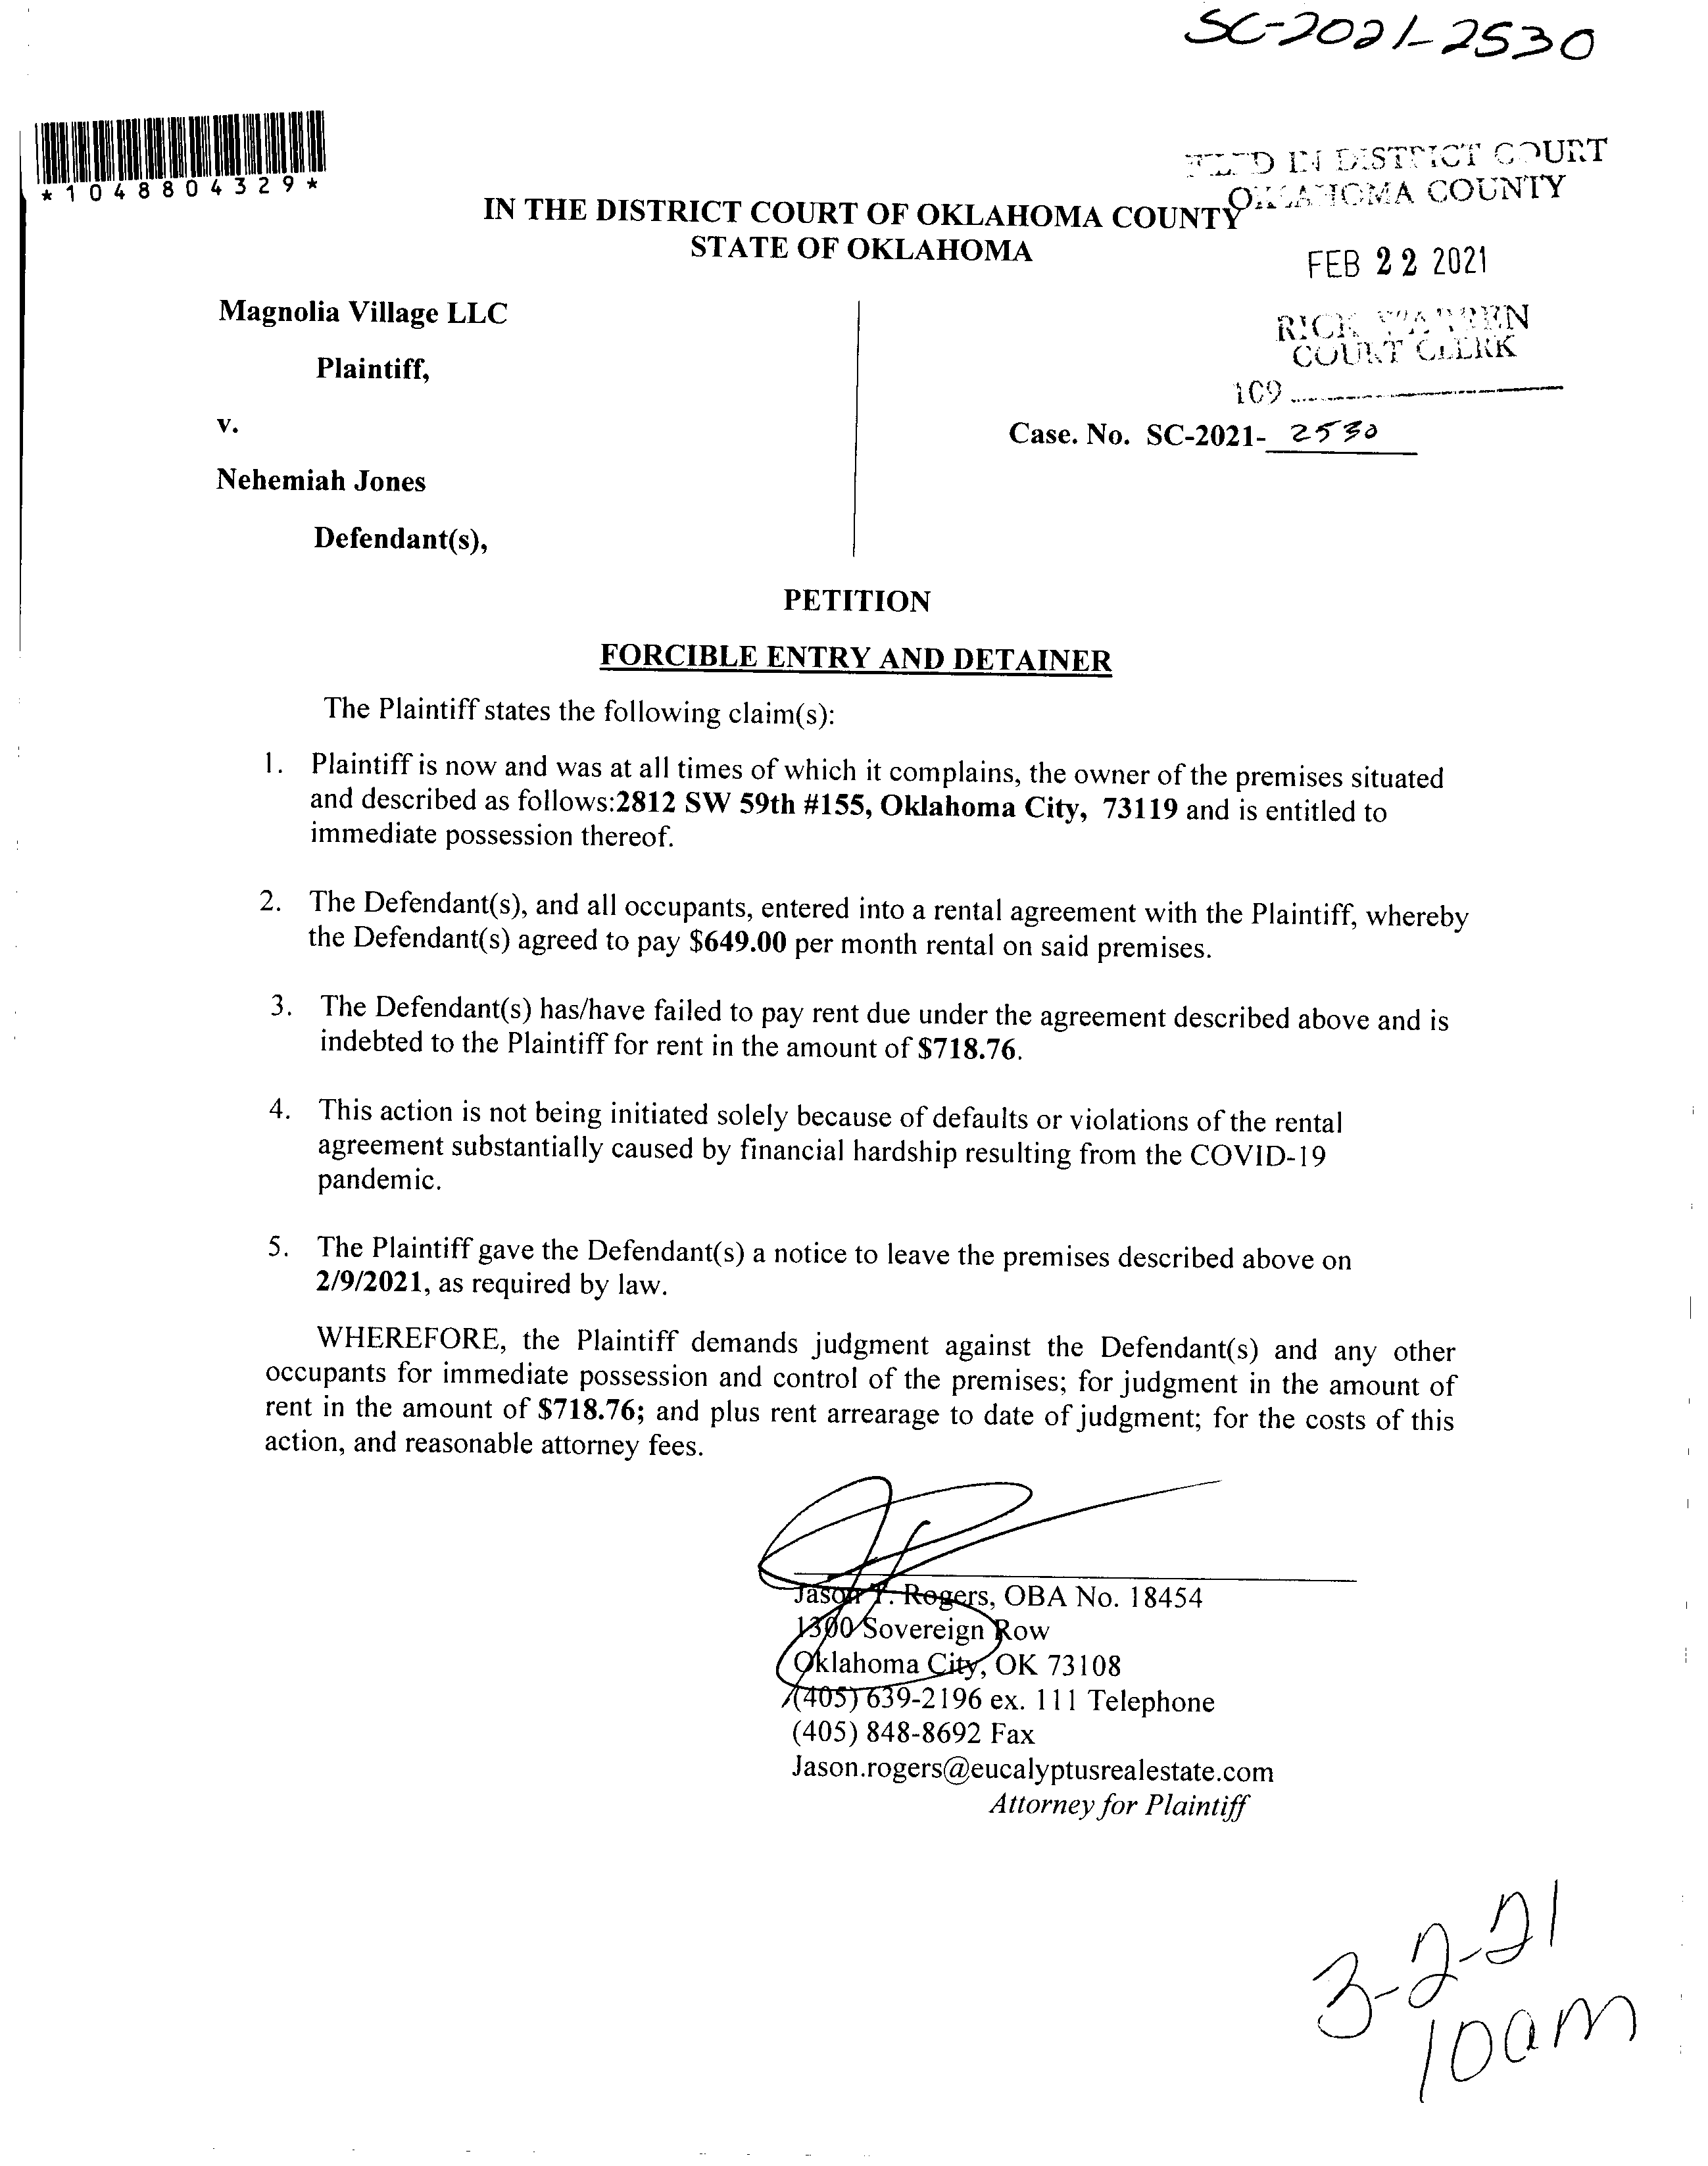 SC-2021-2530
*1048804329*
FILED IN DISTRICT COURT
OKLAHOMA COUNTY
IN THE DISTRICT COURT OF OKLAHOMA COUNTY
STATE OF OKLAHOMA
FEB 22 2021
Magnolia Village LLC
RICK WARREN
COURT CLERK
Plaintiff,
109
v.
Case. No. SC-2021- 2530
Nehemiah Jones
Defendant(s),
PETITION
FORCIBLE ENTRY AND DETAINER
The Plaintiff states the following claim(s):
1. Plaintiff is now and was at all times of which it complains, the owner of the premises situated
and described as follows:2812 SW 59th #155, Oklahoma City, 73119 and is entitled to
immediate possession thereof.
2. The Defendant(s), and all occupants, entered into a rental agreement with the Plaintiff, whereby
the Defendant(s) agreed to pay $649.00 per month rental on said premises.
3. The Defendant(s) has/have failed to pay rent due under the agreement described above and is
indebted to the Plaintiff for rent in the amount of $718.76.
4. This action is not being initiated solely because of defaults or violations of the rental
agreement substantially caused by financial hardship resulting from the COVID-19
pandemic.
5. The Plaintiff gave the Defendant(s) a notice to leave the premises described above on
2/9/2021, as required by law.
WHEREFORE, the Plaintiff demands judgment against the Defendant(s) and any other
occupants for immediate possession and control of the premises; for judgment in the amount of
rent in the amount of $718.76; and plus rent arrearage to date of judgment; for the costs of this
action, and reasonable attorney fees.
Jason Y. Rogers, OBA No. 18454
1300 Sovereign Row
Oklahoma City, OK 73108
(405) 639-2196 ex. 111 Telephone
(405) 848-8692 Fax
Jason.rogers@eucalyptusrealestate.com
Attorney for Plaintiff
3-2-21
10am